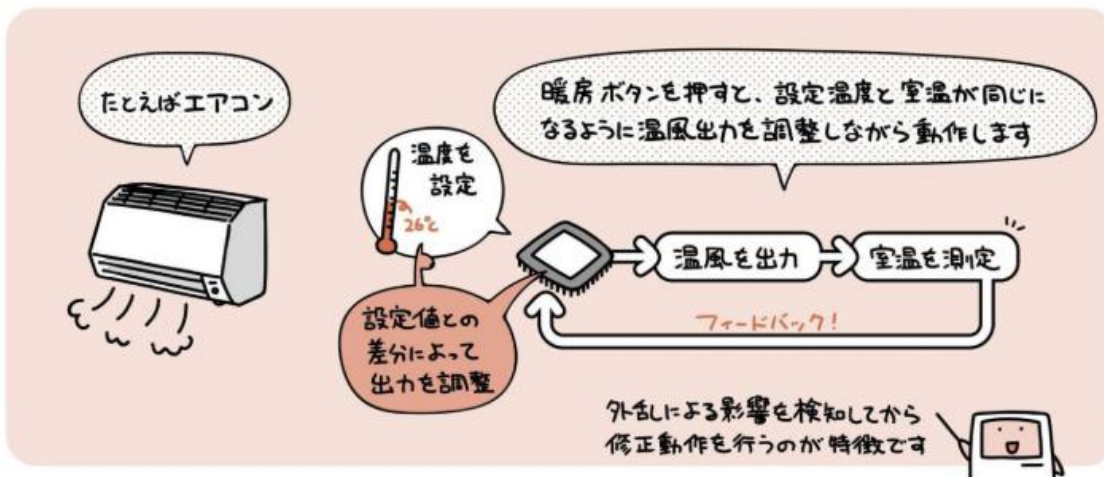 たとえばエアコン
暖房ボタンを押すと、設定温度と室温が同じに
なるように温風出力を調整しながら動作します
温度を
設定
26℃
温風を出力
室温を測定
フィードバック!
設定値との
差分によって
出力を調整
外乱による影響を検知してから
修正動作を行うのが特徴です